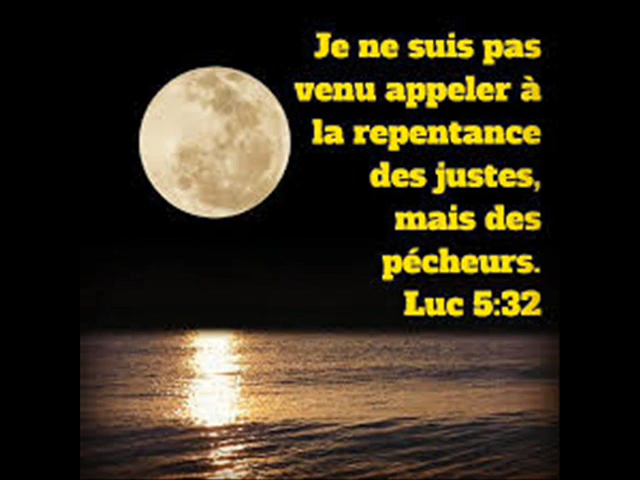 Je ne suis pas
venu appeler à
la repentance
des justes,
mais des
pécheurs.
Luc 5:32